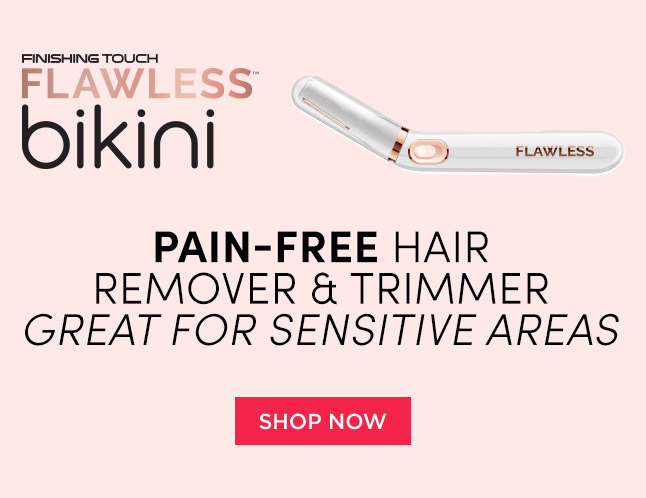 FINISHING TOUCH
FLAWLESS™
bikini
FLAWLESS
PAIN-FREE HAIR
REMOVER & TRIMMER
GREAT FOR SENSITIVE AREAS
SHOP NOW